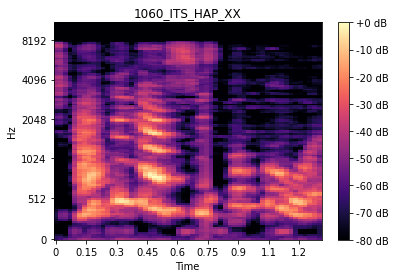 1060_ITS_HAP_XX
+0 dB
8192
-10 dB
4096
-20 dB
-30 dB
2048
-40 dB
Hz
1024
-50 dB
512
-60 dB
-70 dB
0
-80 dB
0 0.15 0.3 0.45 0.6 0.75 0.9 1.05 1.2
Time